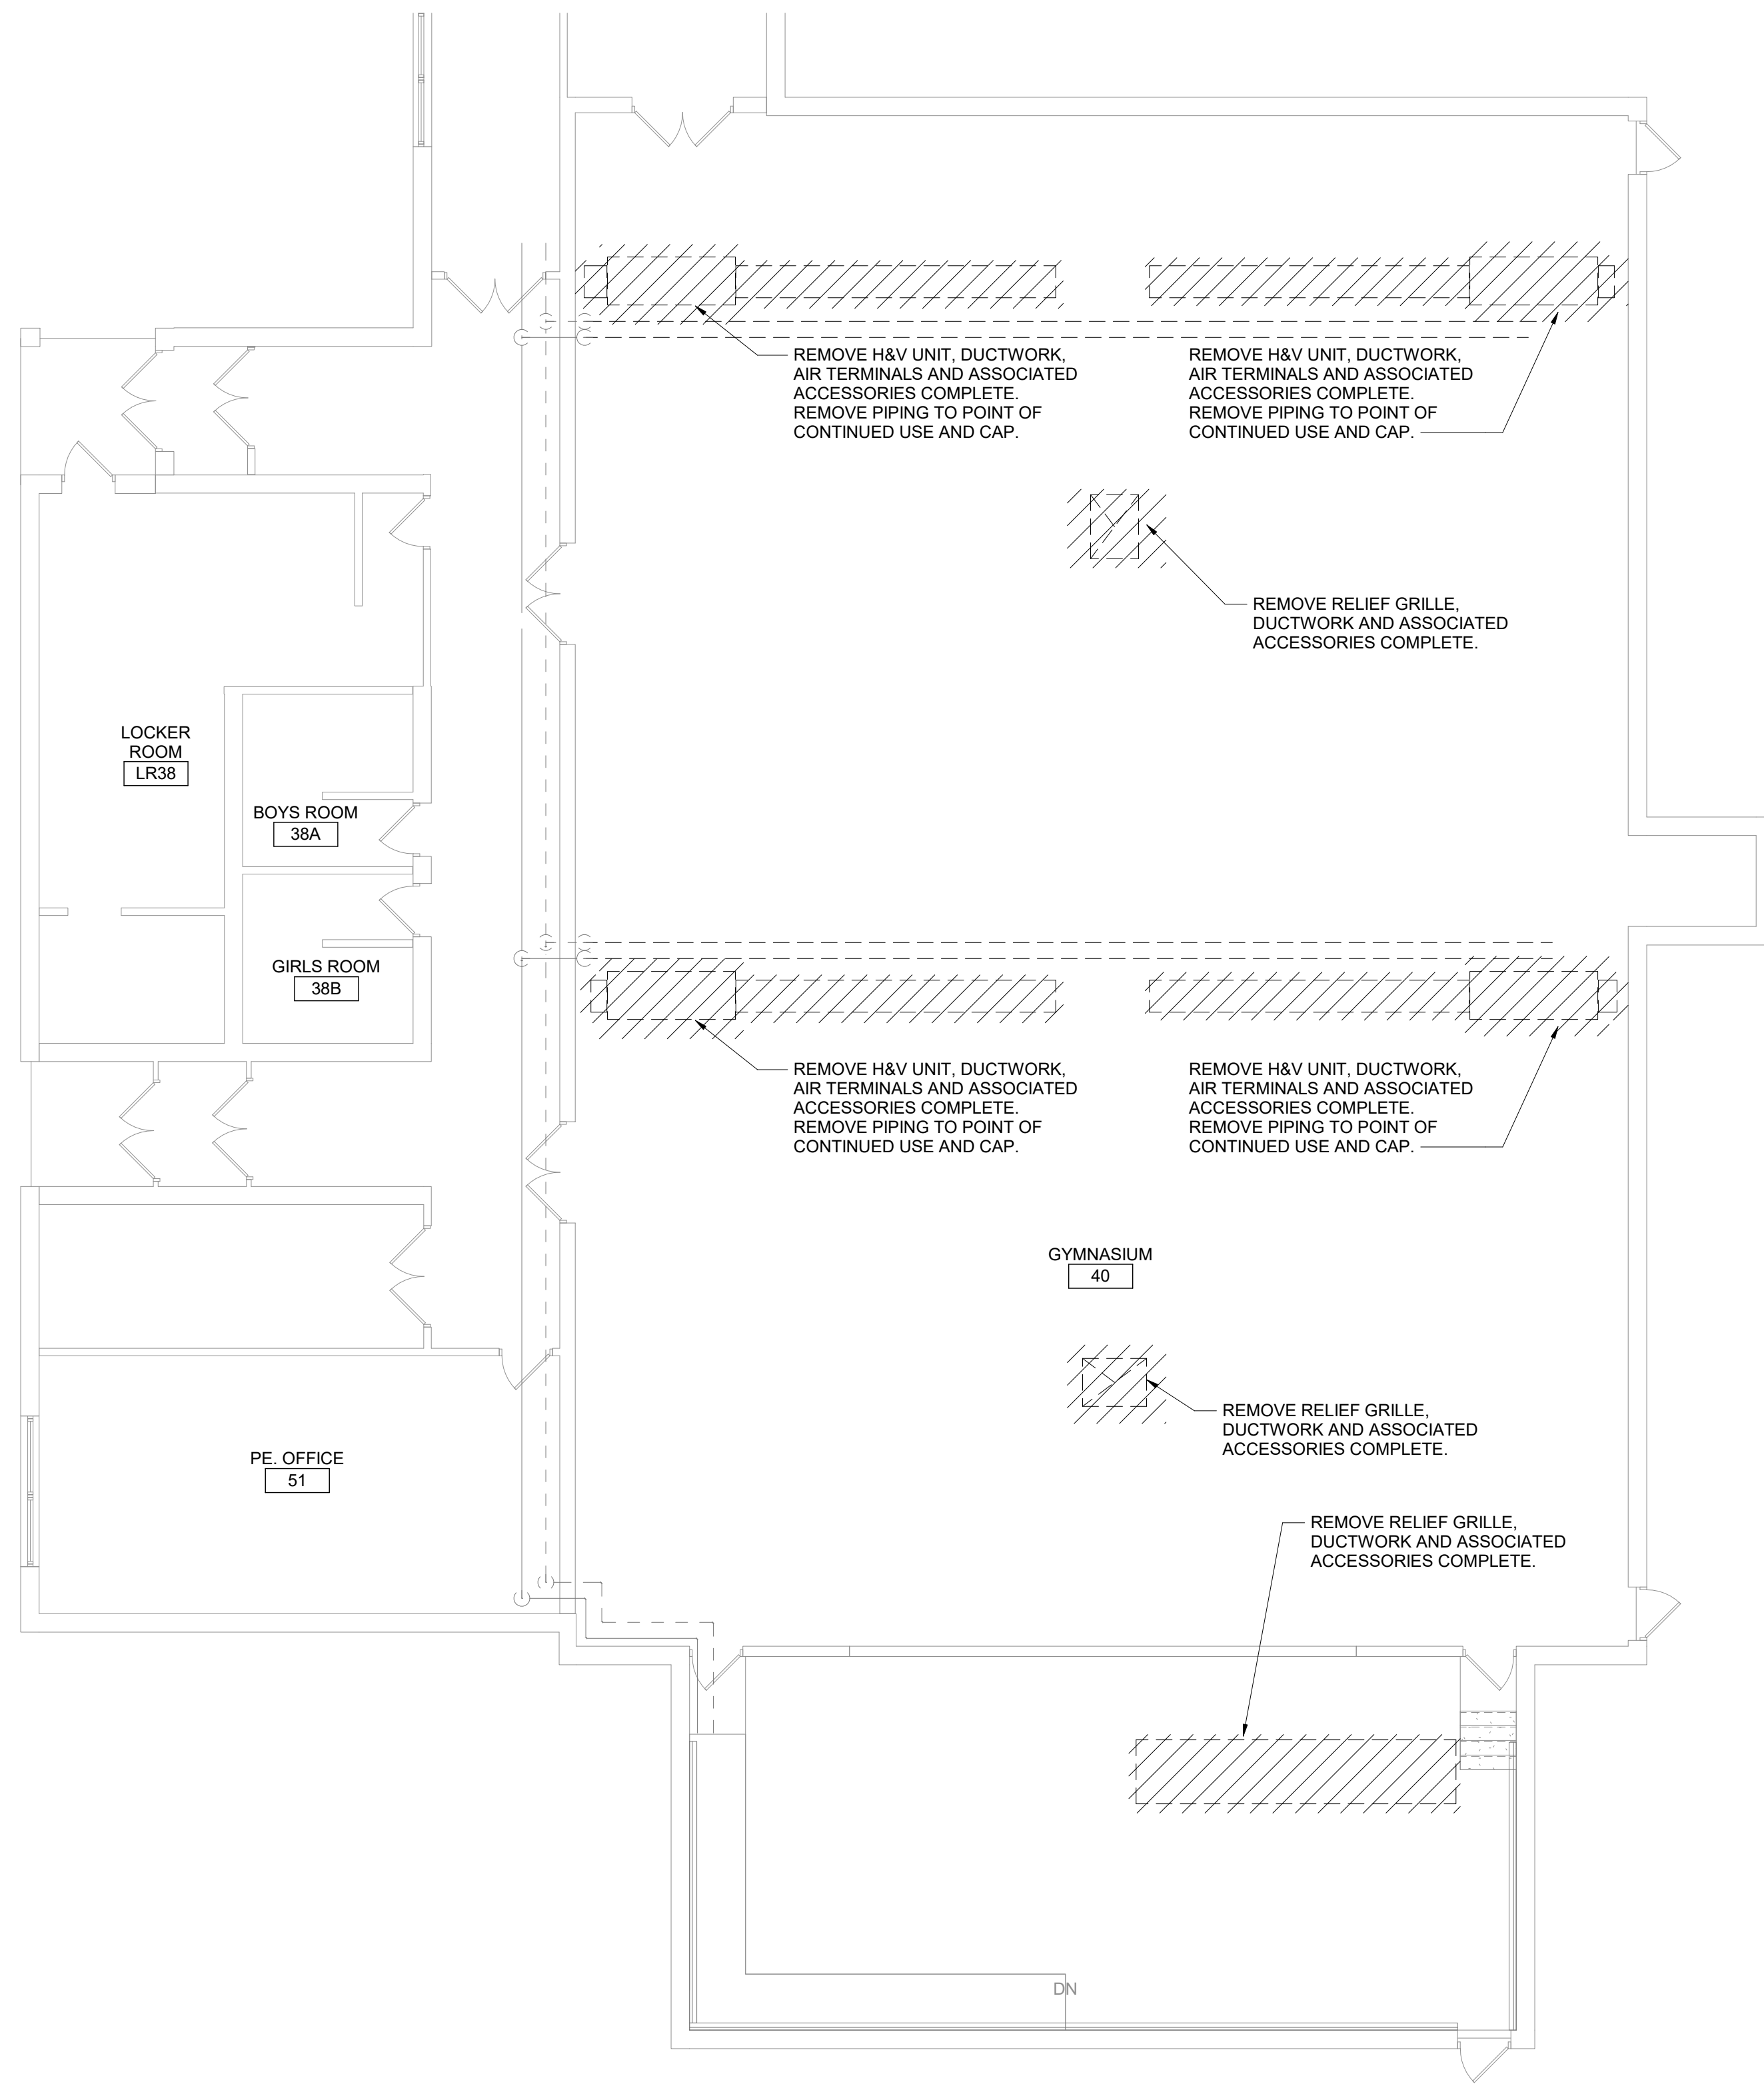 REMOVE H&V UNIT, DUCTWORK,
AIR TERMINALS AND ASSOCIATED
ACCESSORIES COMPLETE.
REMOVE PIPING TO POINT OF
CONTINUED USE AND CAP.
REMOVE H&V UNIT, DUCTWORK,
AIR TERMINALS AND ASSOCIATED
ACCESSORIES COMPLETE.
REMOVE PIPING TO POINT OF
CONTINUED USE AND CAP.
REMOVE RELIEF GRILLE,
DUCTWORK AND ASSOCIATED
ACCESSORIES COMPLETE.
LOCKER
ROOM
LR38
BOYS ROOM
38A
GIRLS ROOM
38B
REMOVE H&V UNIT, DUCTWORK,
AIR TERMINALS AND ASSOCIATED
ACCESSORIES COMPLETE.
REMOVE PIPING TO POINT OF
CONTINUED USE AND CAP.
REMOVE H&V UNIT, DUCTWORK,
AIR TERMINALS AND ASSOCIATED
ACCESSORIES COMPLETE.
REMOVE PIPING TO POINT OF
CONTINUED USE AND CAP.
GYMNASIUM
40
REMOVE RELIEF GRILLE,
DUCTWORK AND ASSOCIATED
ACCESSORIES COMPLETE.
PE. OFFICE
51
REMOVE RELIEF GRILLE,
DUCTWORK AND ASSOCIATED
ACCESSORIES COMPLETE.
DN